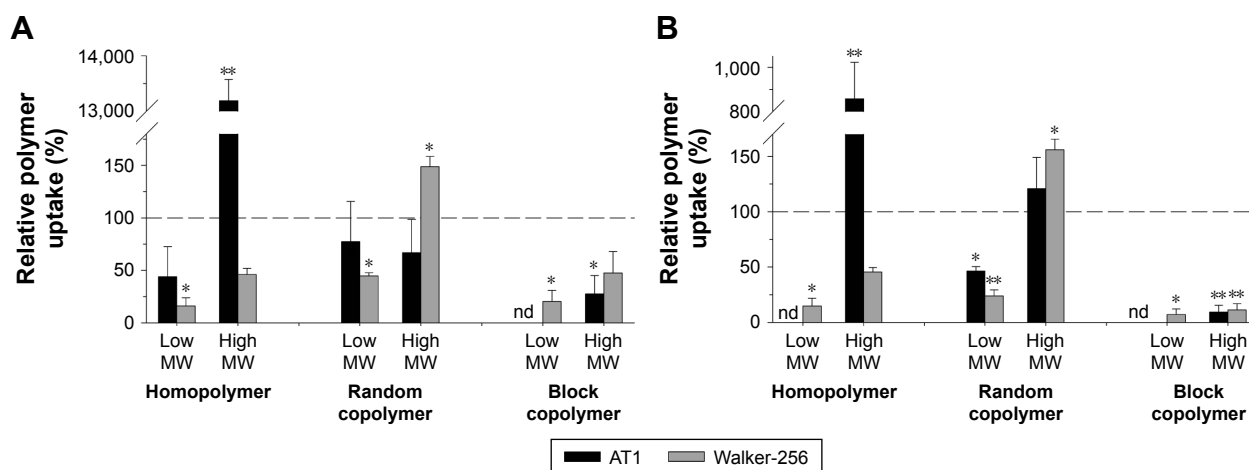 A
Relative polymer
uptake (%)
14,000
13,000
150
100
50
0
**
*
*
*
nd
*
*
Low
MW
High
MW
Low
MW
High
MW
Low
MW
High
MW
Homopolymer
Random
copolymer
Block
copolymer
B
Relative polymer
uptake (%)
1,000
800
150
100
50
0
nd
*
**
*
**
*
nd
*
** **
Low
MW
High
MW
Low
MW
High
MW
Low
MW
High
MW
Homopolymer
Random
copolymer
Block
copolymer
AT1 Walker-256